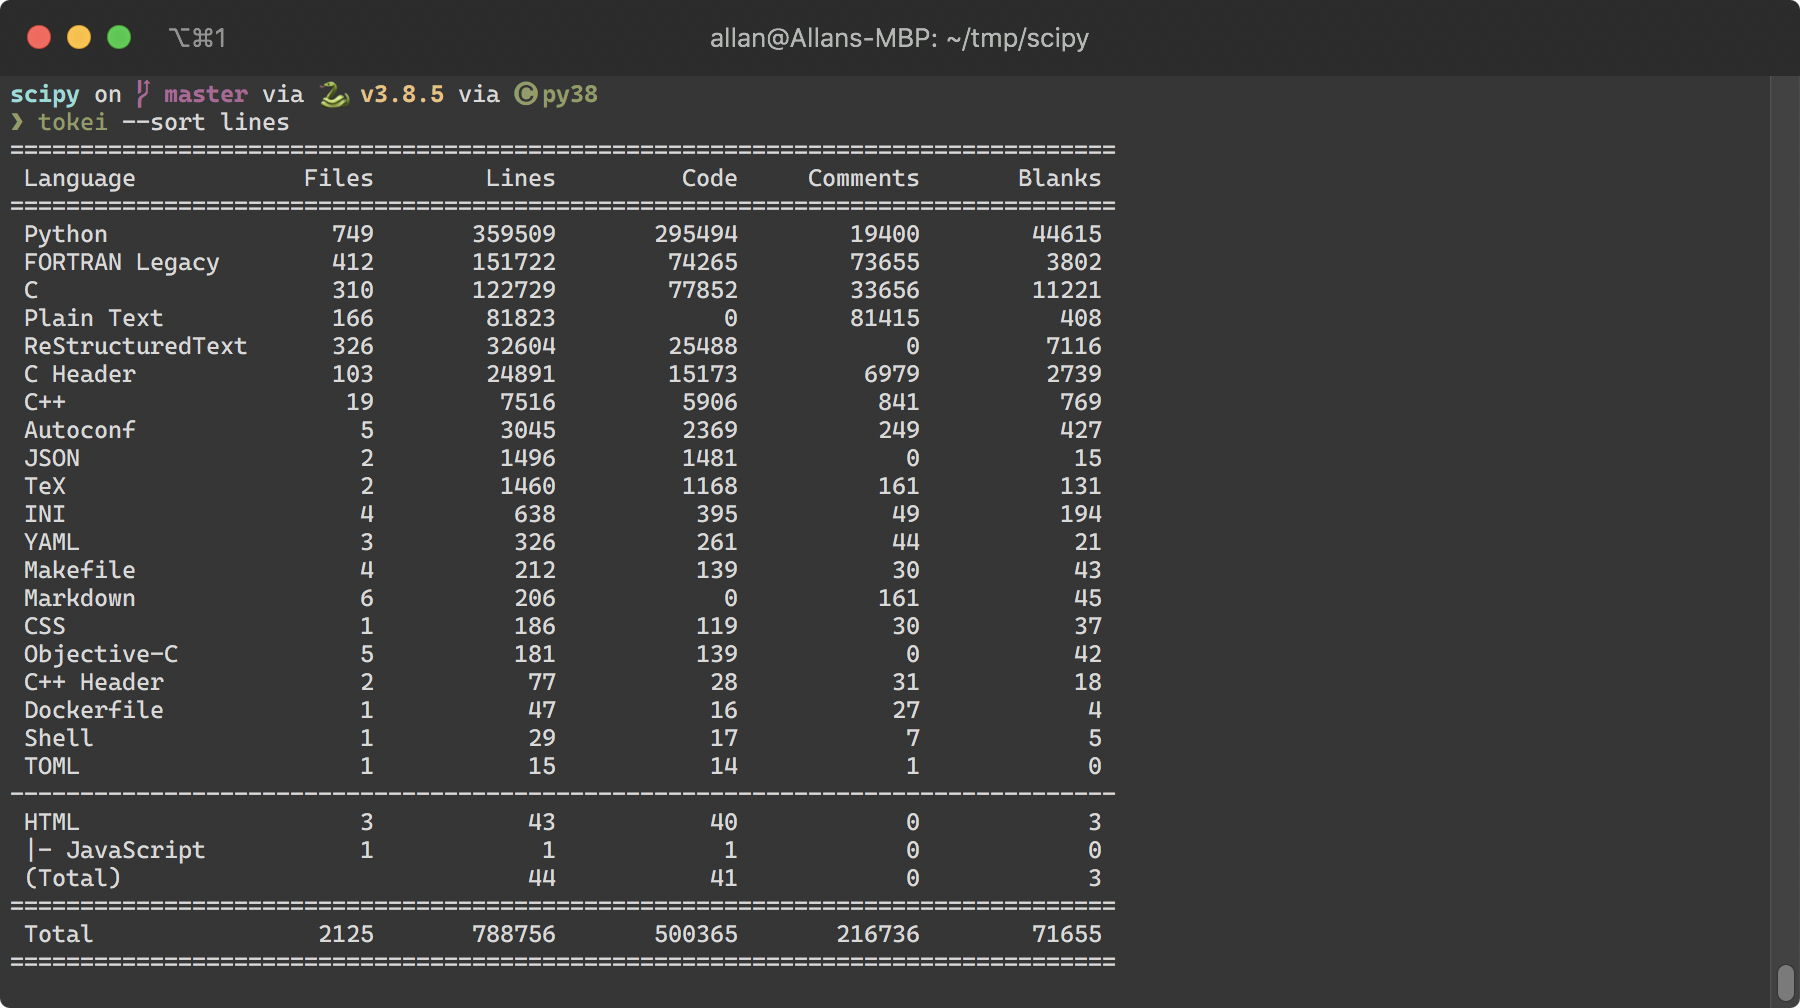 ⌥⌘1 allan@Allans-MBP: ~/tmp/scipy
scipy on master via 🐍 v3.8.5 via ©py38
❯ tokei --sort lines
===============================================================================
Language Files Lines Code Comments Blanks
===============================================================================
Python 749 359509 295494 19400 44615
FORTRAN Legacy 412 151722 74265 73655 3802
C 310 122729 77852 33656 11221
Plain Text 166 81823 0 81415 408
ReStructuredText 326 32604 25488 0 7116
C Header 103 24891 15173 6979 2739
C++ 19 7516 5906 841 769
Autoconf 5 3045 2369 249 427
JSON 2 1496 1481 0 15
TeX 2 1460 1168 161 131
INI 4 638 395 49 194
YAML 3 326 261 44 21
Makefile 4 212 139 30 43
Markdown 6 206 0 161 45
CSS 1 186 119 30 37
Objective-C 5 181 139 0 42
C++ Header 2 77 28 31 18
Dockerfile 1 47 16 27 4
Shell 1 29 17 7 5
TOML 1 15 14 1 0
-------------------------------------------------------------------------------
HTML 3 43 40 0 3
|- JavaScript 1 1 1 0 0
(Total) 44 41 0 3
===============================================================================
Total 2125 788756 500365 216736 71655
===============================================================================